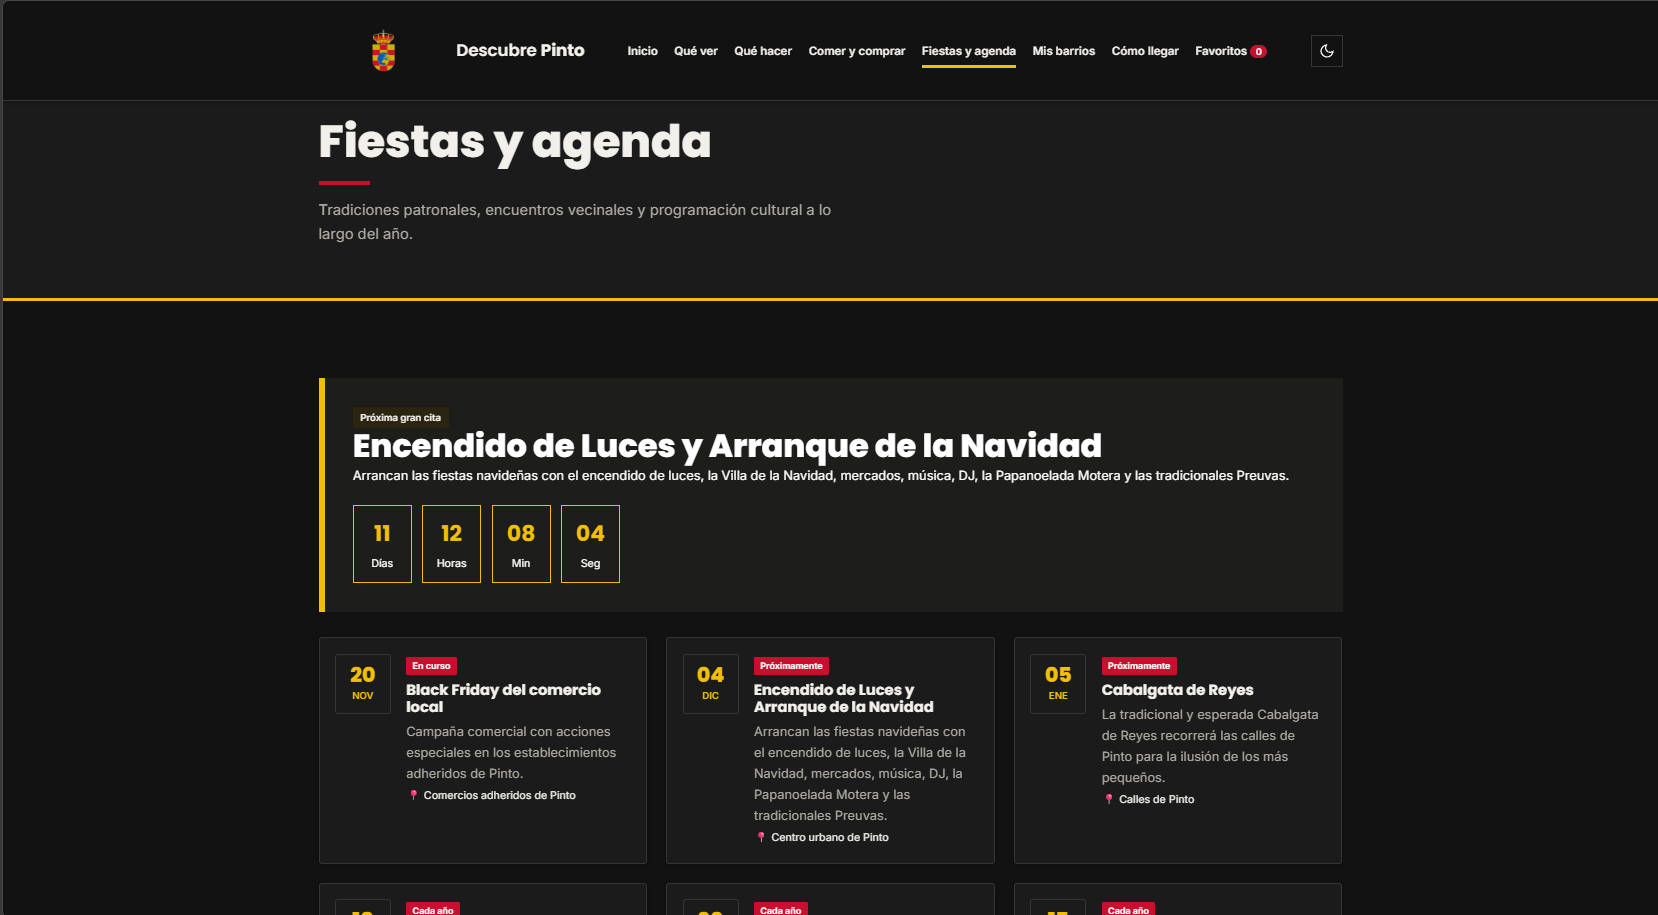 Descubre Pinto
Inicio
Qué ver
Qué hacer
Comer y comprar
Fiestas y agenda
Mis barrios
Cómo llegar
Favoritos 0
Fiestas y agenda
Tradiciones patronales, encuentros vecinales y programación cultural a lo
largo del año.
Próxima gran cita
Encendido de Luces y Arranque de la Navidad
Arrancan las fiestas navideñas con el encendido de luces, la Villa de la Navidad, mercados, música, DJ, la Papanoelada Motera y las tradicionales Preuvas.
11
Días
12
Horas
08
Min
04
Seg
20
NOV
En curso
Black Friday del comercio
local
Campaña comercial con acciones
especiales en los establecimientos
adheridos de Pinto.
Comercios adheridos de Pinto
04
DIC
Próximamente
Encendido de Luces y
Arranque de la Navidad
Arrancan las fiestas navideñas con
el encendido de luces, la Villa de la
Navidad, mercados, música, DJ, la
Papanoelada Motera y las
tradicionales Preuvas.
Centro urbano de Pinto
05
ENE
Próximamente
Cabalgata de Reyes
La tradicional y esperada Cabalgata
de Reyes recorrerá las calles de
Pinto para la ilusión de los más
pequeños.
Calles de Pinto
Cada año
Cada año
Cada año